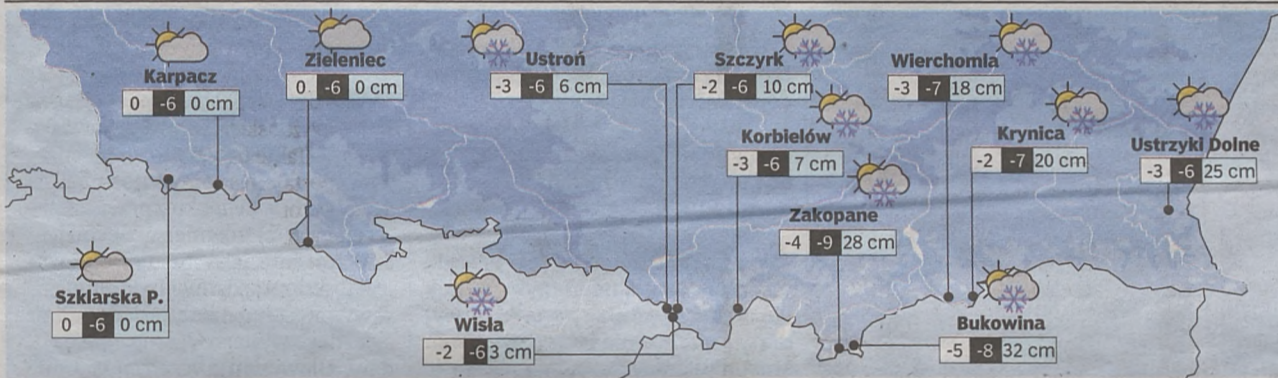 Karpacz
0 -6 0 cm
Zieleniec
0 -6 0 cm
Ustroń
-3 -6 6 cm
Szczyrk
-2 -6 10 cm
Wierchomla
-3 -7 18 cm
Korbielów
-3 -6 7 cm
Krynica
-2 -7 20 cm
Ustrzyki Dolne
-3 -6 25 cm
Zakopane
-4 -9 28 cm
Szklarska P.
0 -6 0 cm
Wisła
-2 -6 3 cm
Bukowina
-5 -8 32 cm